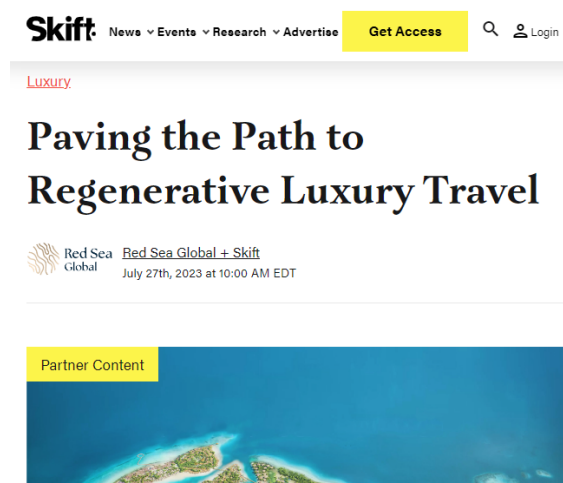 Skift:
News Events Research Advertise Get Access Login
Luxury
Paving the Path to
Regenerative Luxury Travel
Red Sea Global
Red Sea Global + Skift
July 27th, 2023 at 10:00 AM EDT
Partner Content